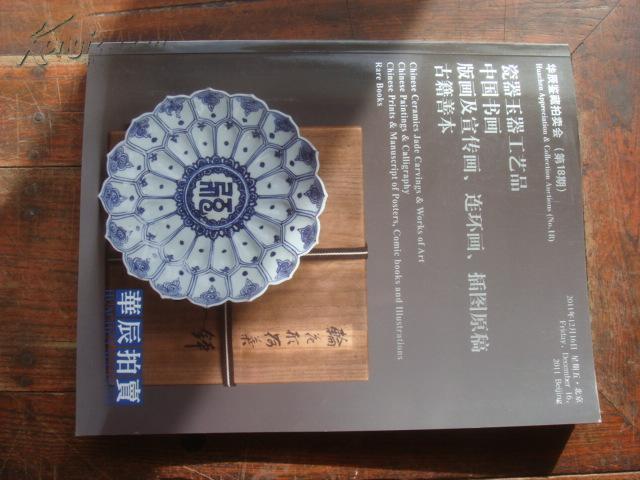 华辰鉴藏拍卖会(第18期)
Huachen Appreciation & Collection Auctions (No.18)
瓷器玉器工艺品
中国书画
版画及宣传画、连环画、插图原稿
古籍善本
Chinese Ceramics Jade Carvings & Works of Art
Chinese Paintings & Calligraphy
Chinese Prints & Manuscript of Posters, Comic books and Illustrations
Rare Books
2011年12月16日 星期五·北京
Friday, December 16,
2011 Beijing
華辰拍賣